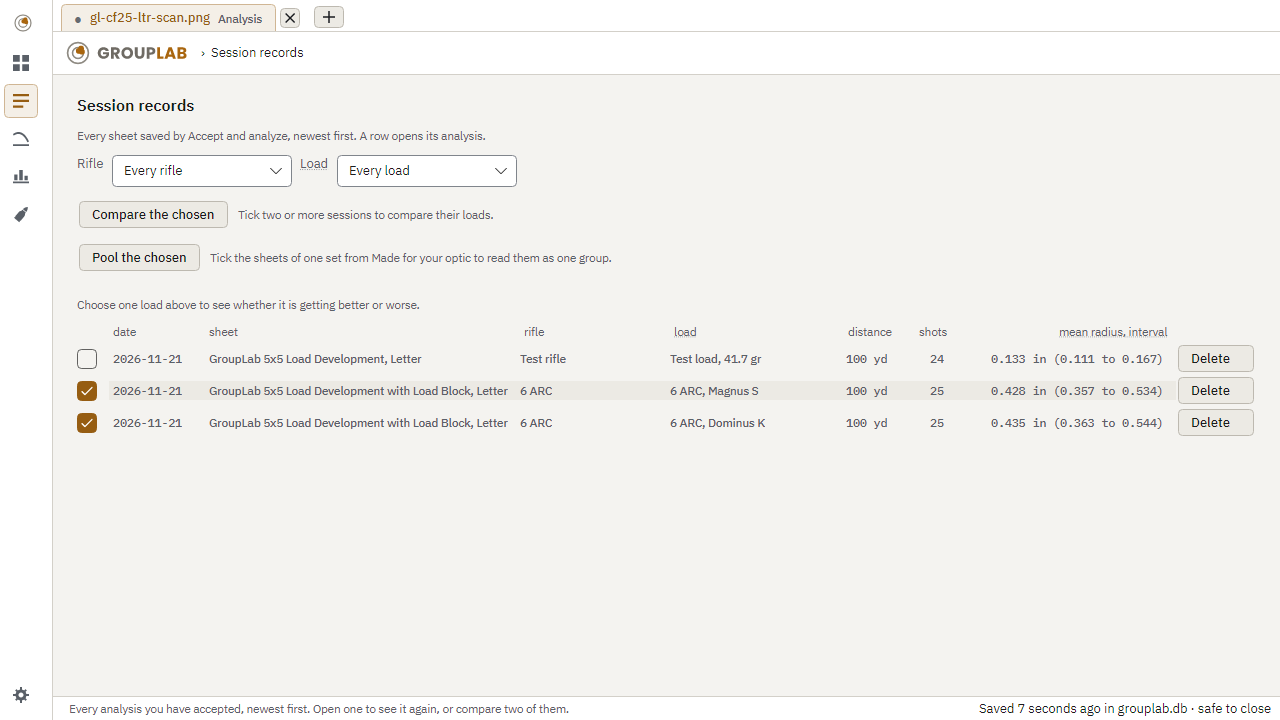 gl-cf25-ltr-scan.png Analysis
GROUPLAB › Session records
Session records
Every sheet saved by Accept and analyze, newest first. A row opens its analysis.
Rifle Every rifle Load Every load
Compare the chosen Tick two or more sessions to compare their loads.
Pool the chosen Tick the sheets of one set from Made for your optic to read them as one group.
Choose one load above to see whether it is getting better or worse.
date sheet rifle load distance shots mean radius, interval
2026-11-21 GroupLab 5x5 Load Development, Letter Test rifle Test load, 41.7 gr 100 yd 24 0.133 in (0.111 to 0.167) Delete
2026-11-21 GroupLab 5x5 Load Development with Load Block, Letter 6 ARC 6 ARC, Magnus S 100 yd 25 0.428 in (0.357 to 0.534) Delete
2026-11-21 GroupLab 5x5 Load Development with Load Block, Letter 6 ARC 6 ARC, Dominus K 100 yd 25 0.435 in (0.363 to 0.544) Delete
Every analysis you have accepted, newest first. Open one to see it again, or compare two of them. Saved 7 seconds ago in grouplab.db · safe to close